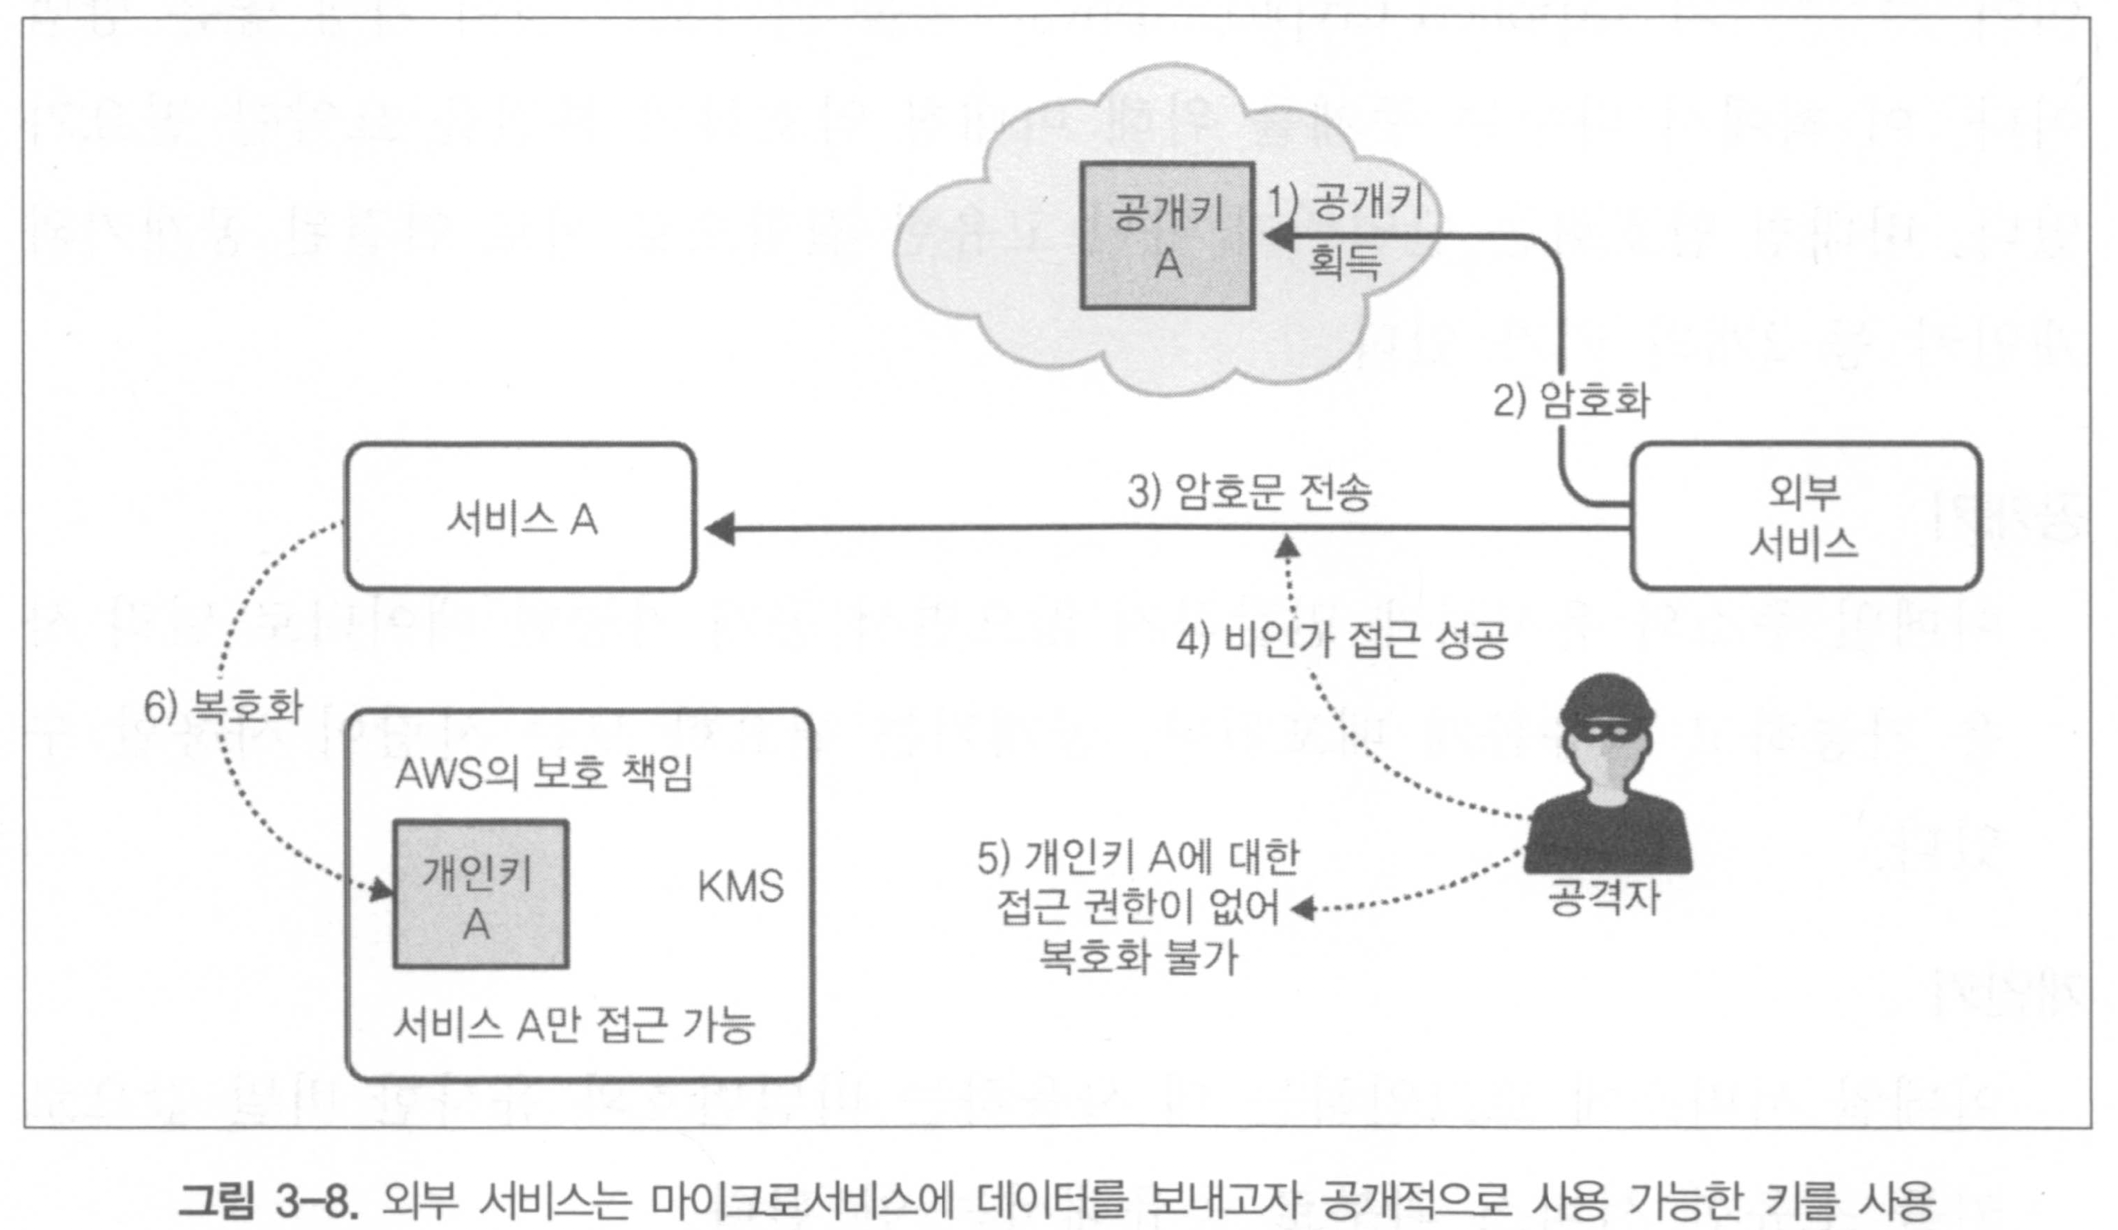 공개키
A
1) 공개키
획득
2) 암호화
서비스 A
3) 암호문 전송
외부
서비스
4) 비인가 접근 성공
6) 복호화
AWS의 보호 책임
개인키
A
KMS
서비스 A만 접근 가능
5) 개인키 A에 대한
접근 권한이 없어
복호화 불가
공격자
그림 3-8. 외부 서비스는 마이크로서비스에 데이터를 보내고자 공개적으로 사용 가능한 키를 사용